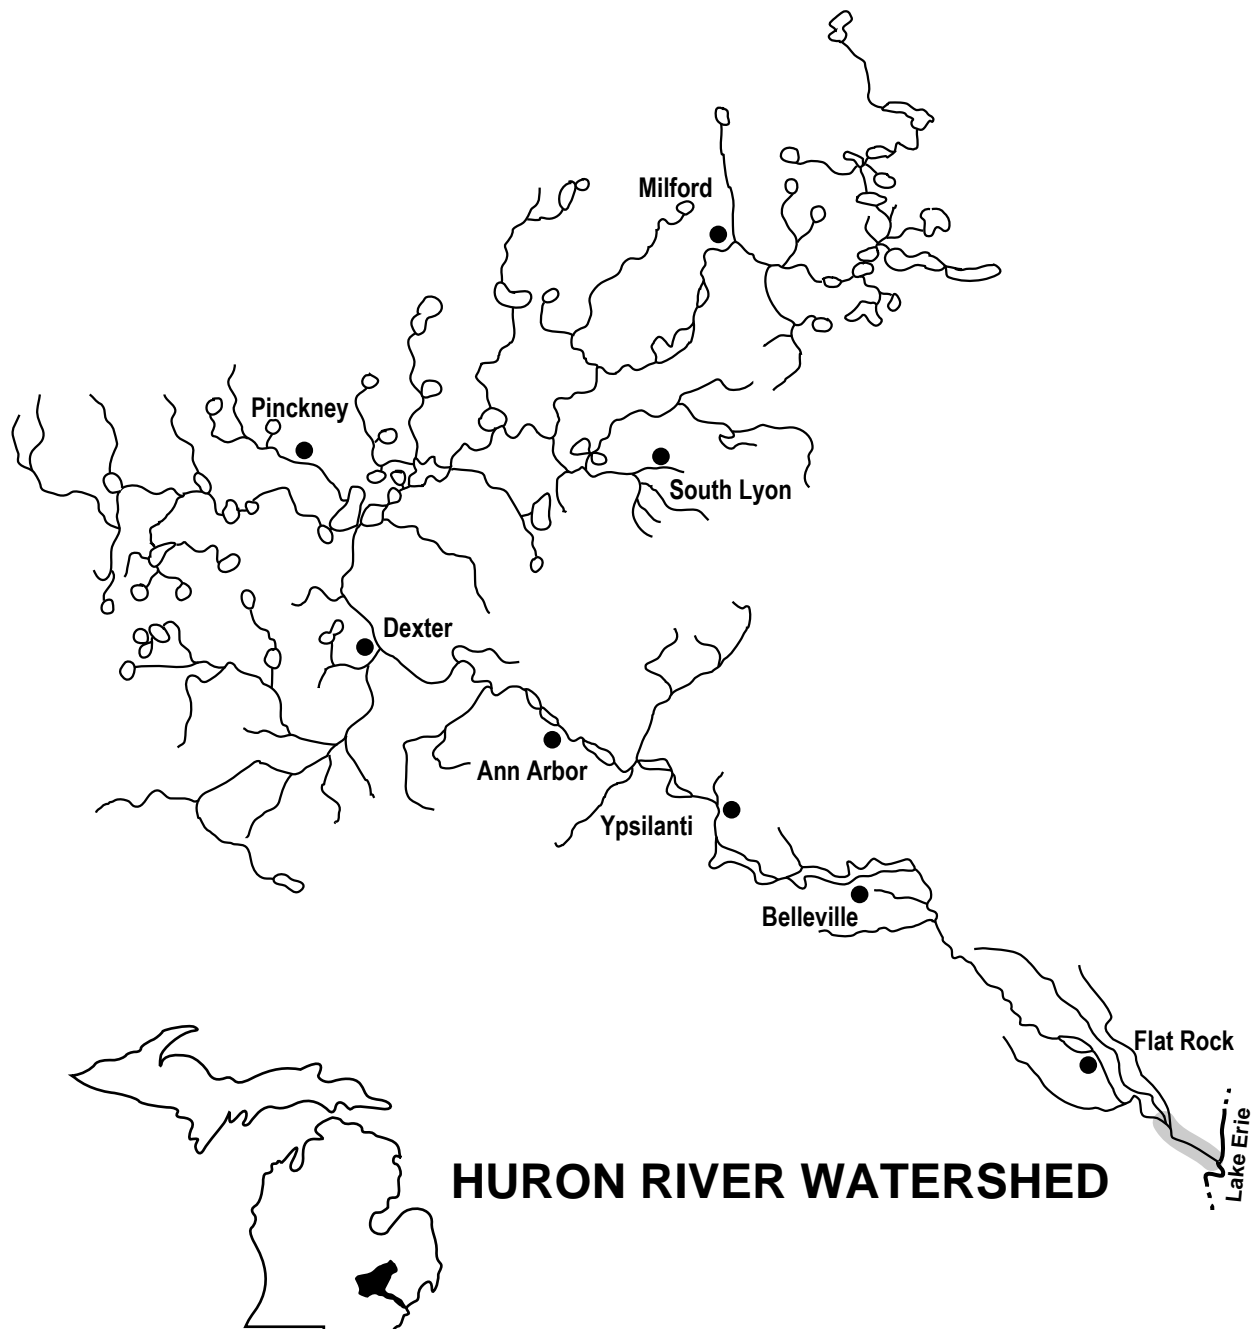 Milford
Pinckney
South Lyon
Dexter
Ann Arbor
Ypsilanti
Belleville
Flat Rock
Lake Erie
HURON RIVER WATERSHED